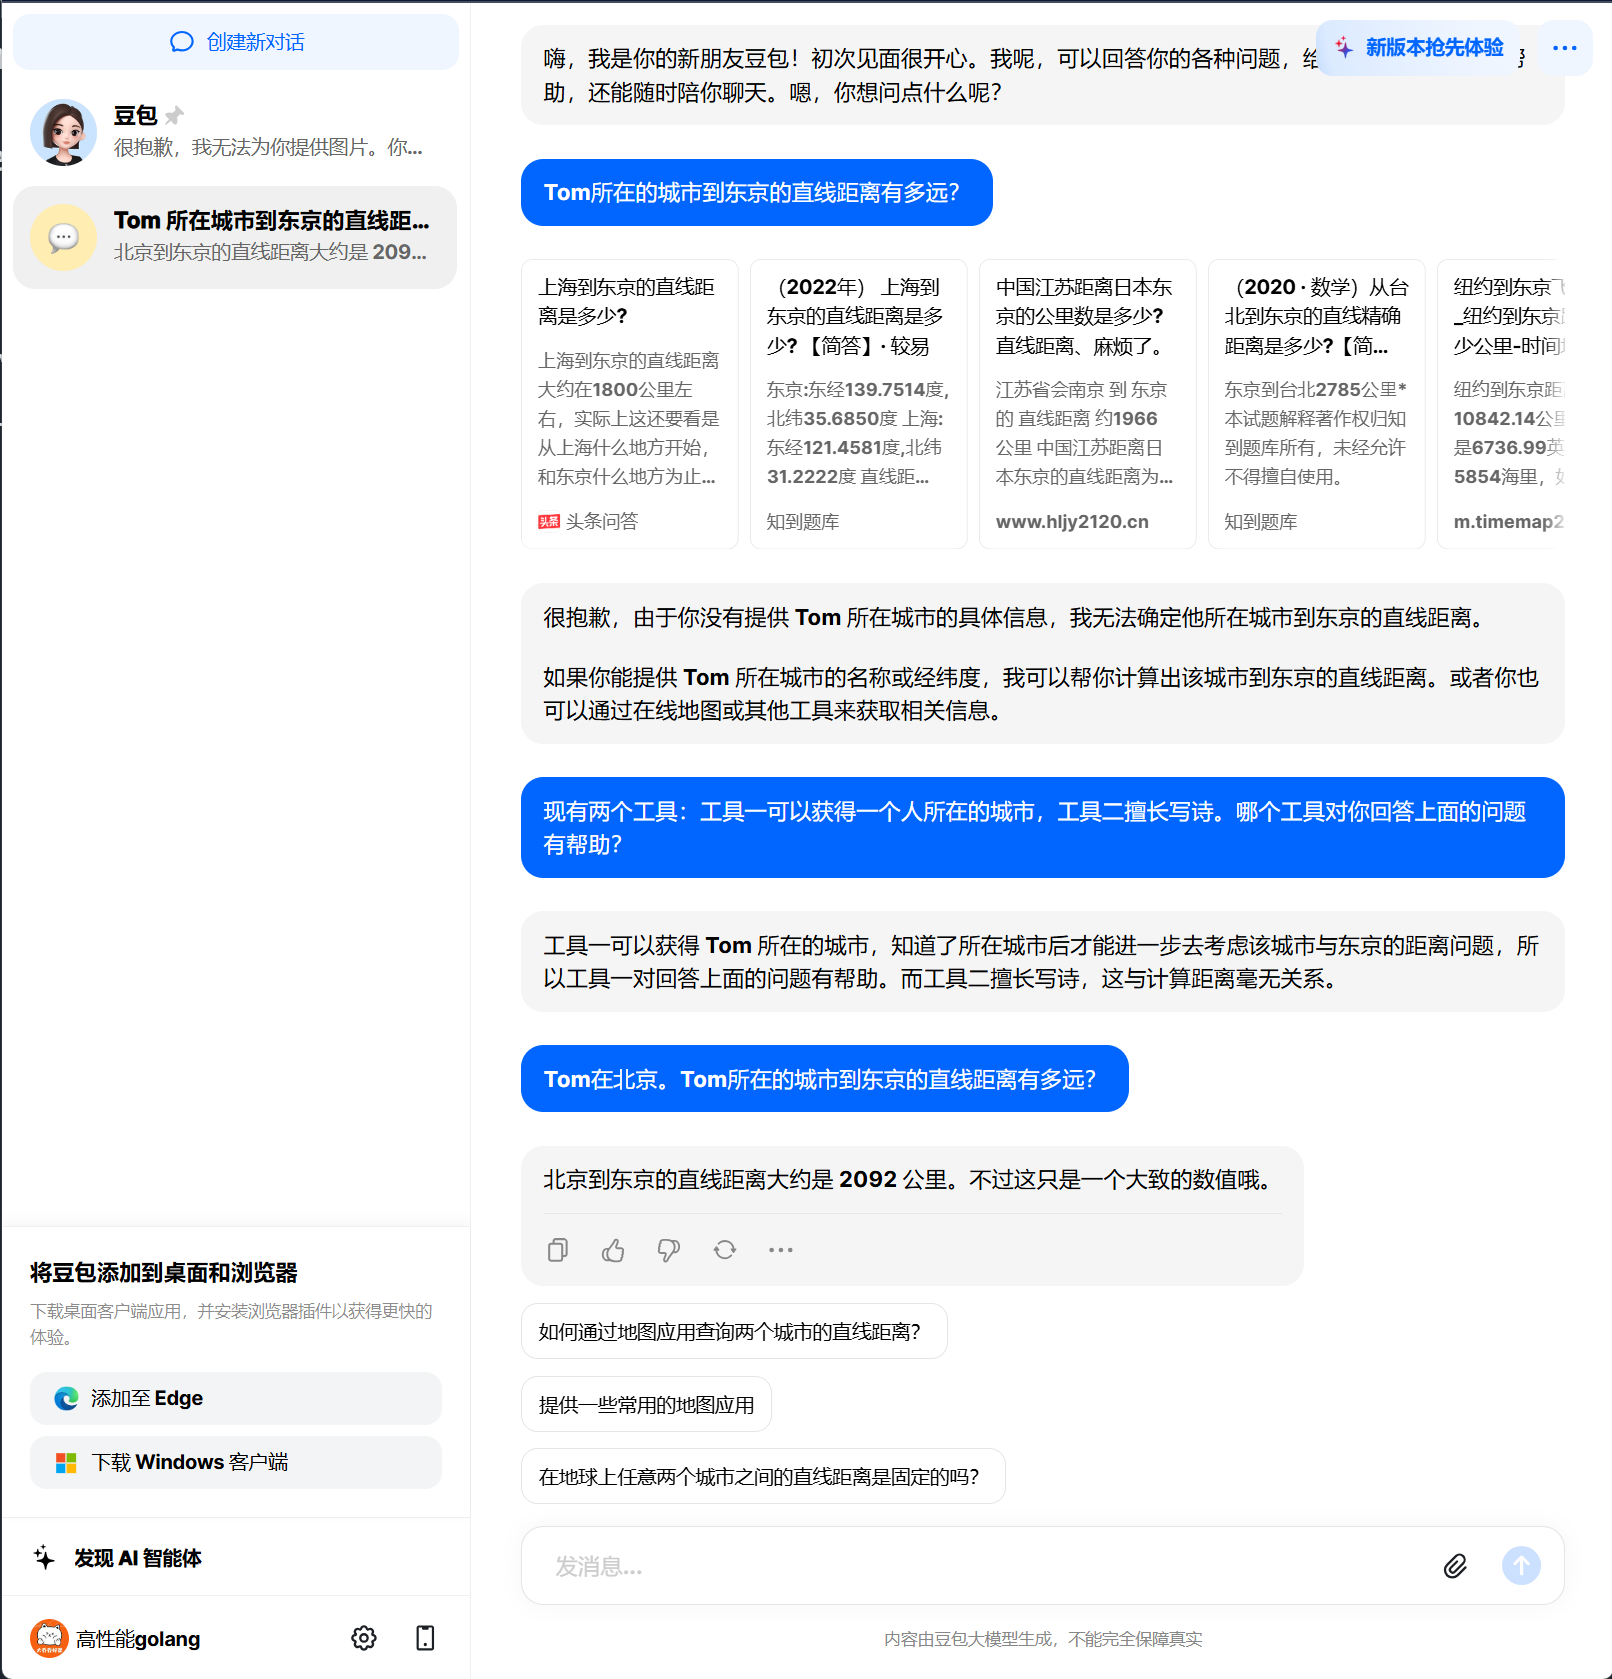 创建新对话
豆包
很抱歉，我无法为你提供图片。你...
Tom 所在城市到东京的直线距...
北京到东京的直线距离大约是 209...
将豆包添加到桌面和浏览器
下载桌面客户端应用，并安装浏览器插件以获得更快的
体验。
添加至 Edge
下载 Windows 客户端
发现 AI 智能体
高性能golang
新版本抢先体验
嗨，我是你的新朋友豆包！初次见面很开心。我呢，可以回答你的各种问题，给
助，还能随时陪你聊天。嗯，你想问点什么呢？
Tom所在的城市到东京的直线距离有多远？
上海到东京的直线距
离是多少？
上海到东京的直线距离
大约在1800公里左
右，实际上这还要看是
从上海什么地方开始，
和东京什么地方为止...
头条 头条问答
（2022年） 上海到
东京的直线距离是多
少？【简答】· 较易
东京:东经139.7514度,
北纬35.6850度 上海:
东经121.4581度,北纬
31.2222度 直线距...
知到题库
中国江苏距离日本东
京的公里数是多少？
直线距离、麻烦了。
江苏省会南京 到 东京
的 直线距离 约1966
公里 中国江苏距离日
本东京的直线距离为...
www.hljy2120.cn
（2020 · 数学）从台
北到东京的直线精确
距离是多少？【简...
东京到台北2785公里*
本试题解释著作权归知
到题库所有，未经允许
不得擅自使用。
知到题库
纽约到东京飞
_纽约到东京
少公里-时间
纽约到东京距
10842.14公里
是6736.99英
5854海里，
m.timemap2
很抱歉，由于你没有提供 Tom 所在城市的具体信息，我无法确定他所在城市到东京的直线距离。
如果你能提供 Tom 所在城市的名称或经纬度，我可以帮你计算出该城市到东京的直线距离。或者你也
可以通过在线地图或其他工具来获取相关信息。
现有两个工具：工具一可以获得一个人所在的城市，工具二擅长写诗。哪个工具对你回答上面的问题
有帮助？
工具一可以获得 Tom 所在的城市，知道了所在城市后才能进一步去考虑该城市与东京的距离问题，所
以工具一对回答上面的问题有帮助。而工具二擅长写诗，这与计算距离毫无关系。
Tom在北京。Tom所在的城市到东京的直线距离有多远？
北京到东京的直线距离大约是 2092 公里。不过这只是一个大致的数值哦。
如何通过地图应用查询两个城市的直线距离？
提供一些常用的地图应用
在地球上任意两个城市之间的直线距离是固定的吗？
发消息...
内容由豆包大模型生成，不能完全保障真实